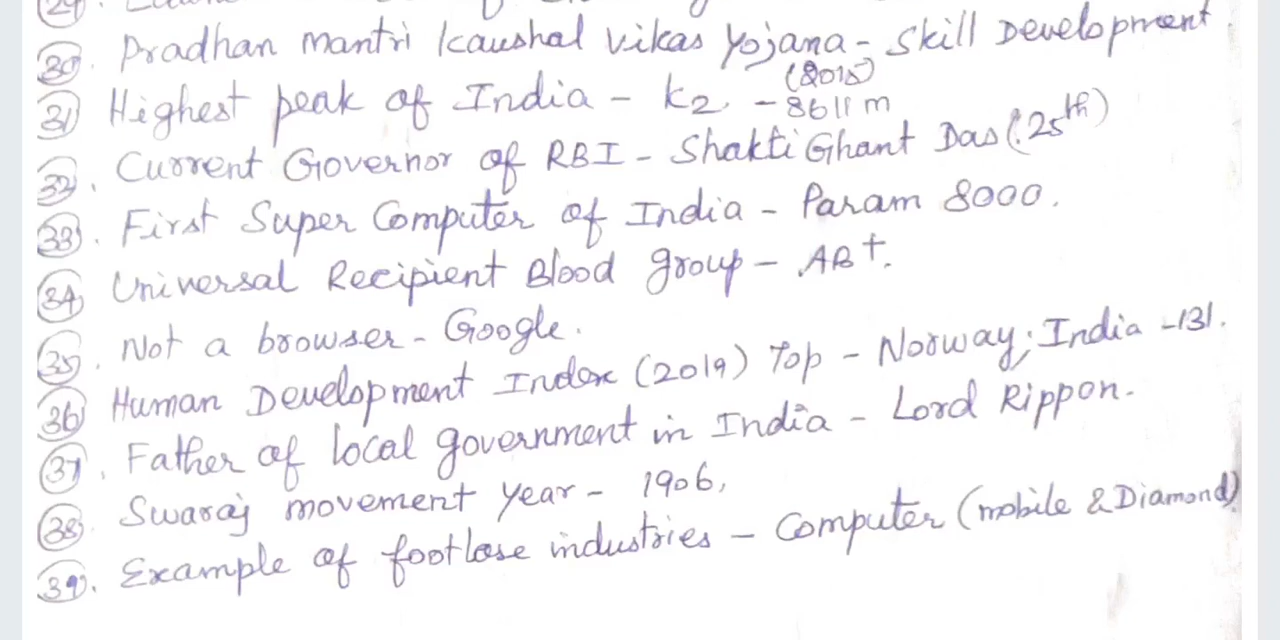 29.
30. Pradhan mantri Kaushal Vikas Yojana - Skill Development
(2015)
31 Highest peak of India - K2. - 8611 m
32. Current Governor of RBI - Shakti Ghant Das (25th)
33. First Super Computer of India - Param 8000.
34 Universal Recipient Blood group - AB+.
35. Not a browser - Google.
36 Human Development Index (2019) Top - Norway; India - 131.
37. Father of local government in India - Lord Rippon.
38. Swaraj movement year - 1906,
39. Example of footlose industries - Computer (mobile & Diamond)